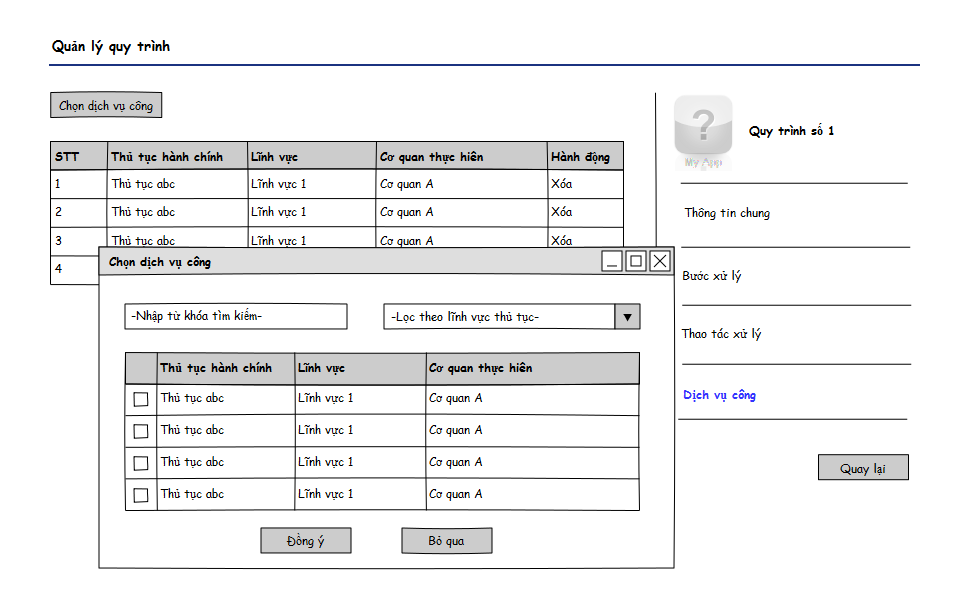 Quản lý quy trình
Chọn dịch vụ công
STT Thủ tục hành chính Lĩnh vực Cơ quan thực hiên Hành động
1 Thủ tục abc Lĩnh vực 1 Cơ quan A Xóa
2 Thủ tục abc Lĩnh vực 1 Cơ quan A Xóa
3 Thủ tục abc Lĩnh vực 1 Cơ quan A Xóa
4
Chọn dịch vụ công
-Nhập từ khóa tìm kiếm- -Lọc theo lĩnh vực thủ tục-
Thủ tục hành chính Lĩnh vực Cơ quan thực hiên
Thủ tục abc Lĩnh vực 1 Cơ quan A
Thủ tục abc Lĩnh vực 1 Cơ quan A
Thủ tục abc Lĩnh vực 1 Cơ quan A
Thủ tục abc Lĩnh vực 1 Cơ quan A
Đồng ý Bỏ qua
?
My App
Quy trình số 1
Thông tin chung
Bước xử lý
Thao tác xử lý
Dịch vụ công
Quay lại